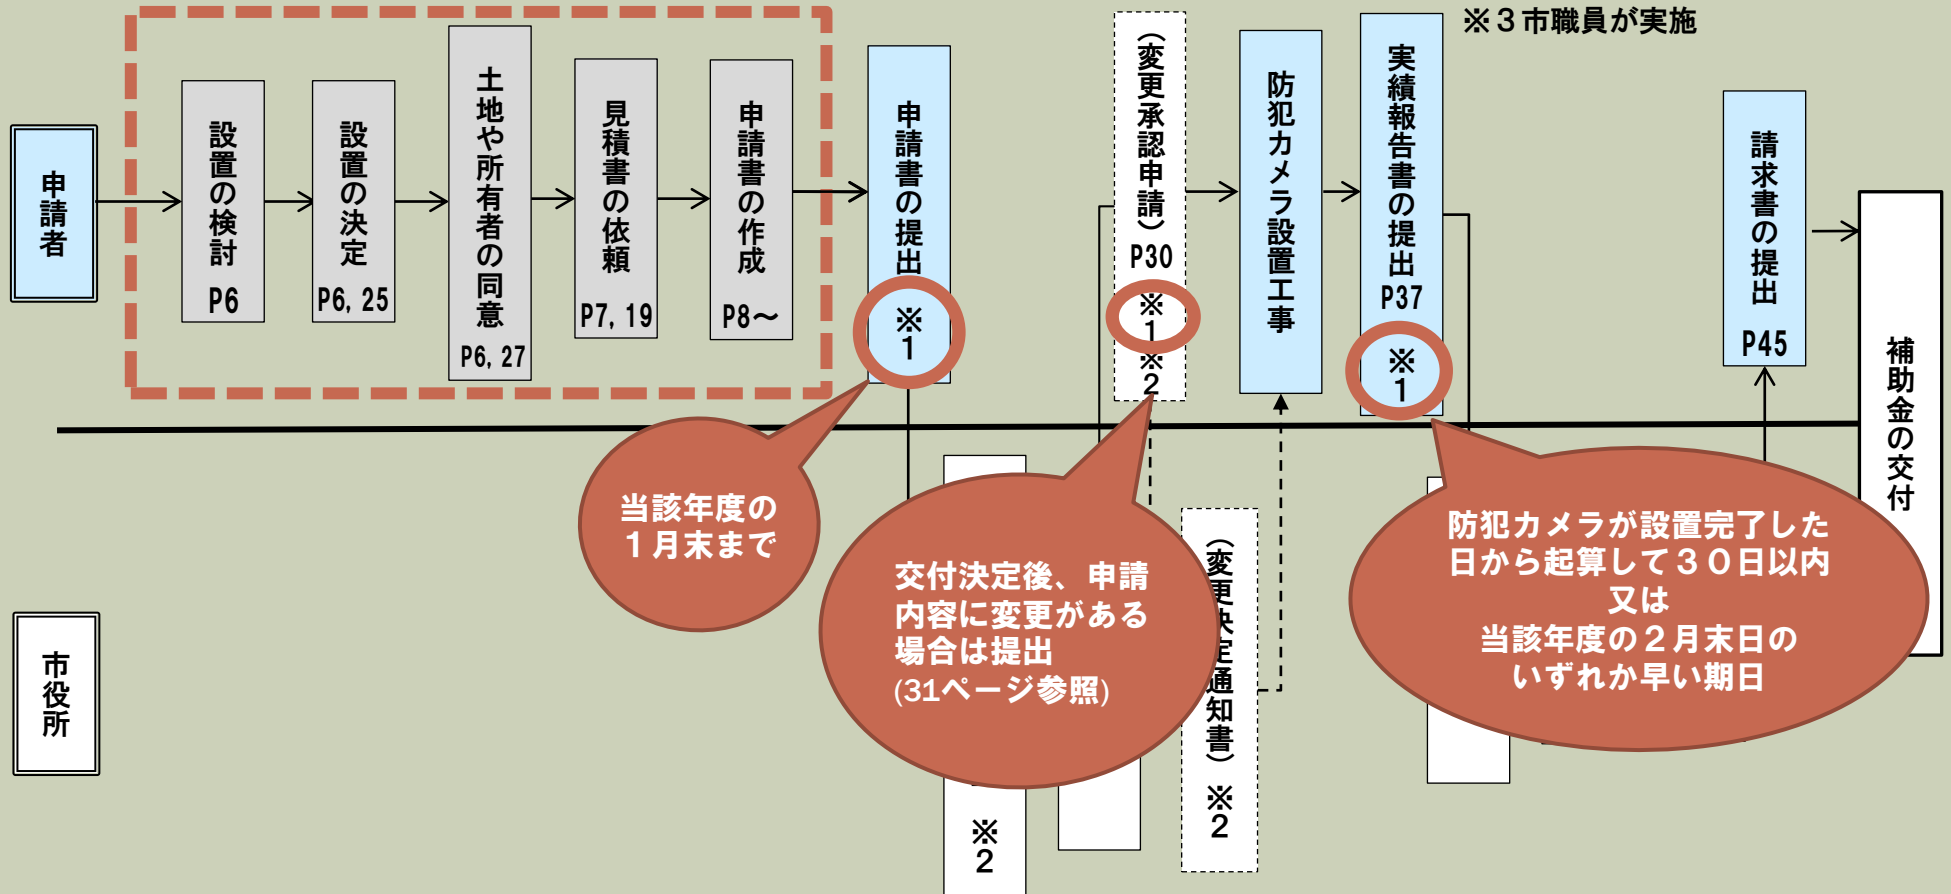 ※３市職員が実施
申請者
設置の検討
P6
設置の決定
P6, 25
土地や所有者の同意
P6, 27
見積書の依頼
P7, 19
申請書の作成
P8～
申請書の提出
※1
（変更承認申請）
P30
※1
※2
防犯カメラ設置工事
実績報告書の提出
P37
※1
請求書の提出
P45
補助金の交付
当該年度の
１月末まで
交付決定後、申請
内容に変更がある
場合は提出
(31ページ参照)
防犯カメラが設置完了した
日から起算して３０日以内
又は
当該年度の２月末日の
いずれか早い期日
市役所
※2
（変更決定通知書）
※2